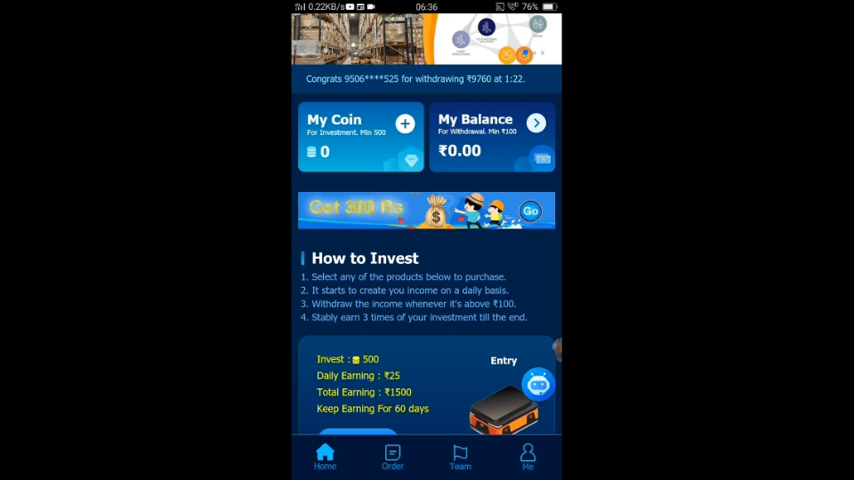 0.22KB/s
06:36
76%
Congrats 9506****525 for withdrawing ₹9760 at 1:22.
My Coin
For Investment. Min 500
0
My Balance
For Withdrawal. Min ₹100
₹0.00
Get 300 Rs
Go
How to Invest
1. Select any of the products below to purchase.
2. It starts to create you income on a daily basis.
3. Withdraw the income whenever it's above ₹100.
4. Stably earn 3 times of your investment till the end.
Invest : 500
Entry
Daily Earning : ₹25
Total Earning : ₹1500
Keep Earning For 60 days
Home
Order
Team
Me